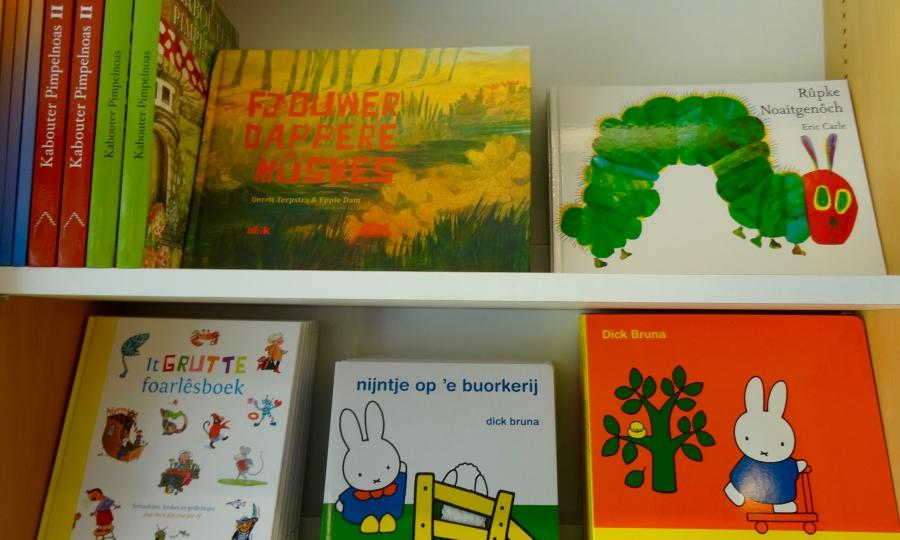 Kabouter Pimpelnoas II
Kabouter Pimpelnoas II
Kabouter Pimpelnoas
Kabouter Pimpelnoas
FJOUWER
DAPPERE
MÛSKES
Gerrit Terpstra & Eppie Dam
afûk
Rûpke
Noaitgenôch
Eric Carle
It GRUTTE
foarlêsboek
nijntje op 'e buorkerij
dick bruna
Dick Bruna